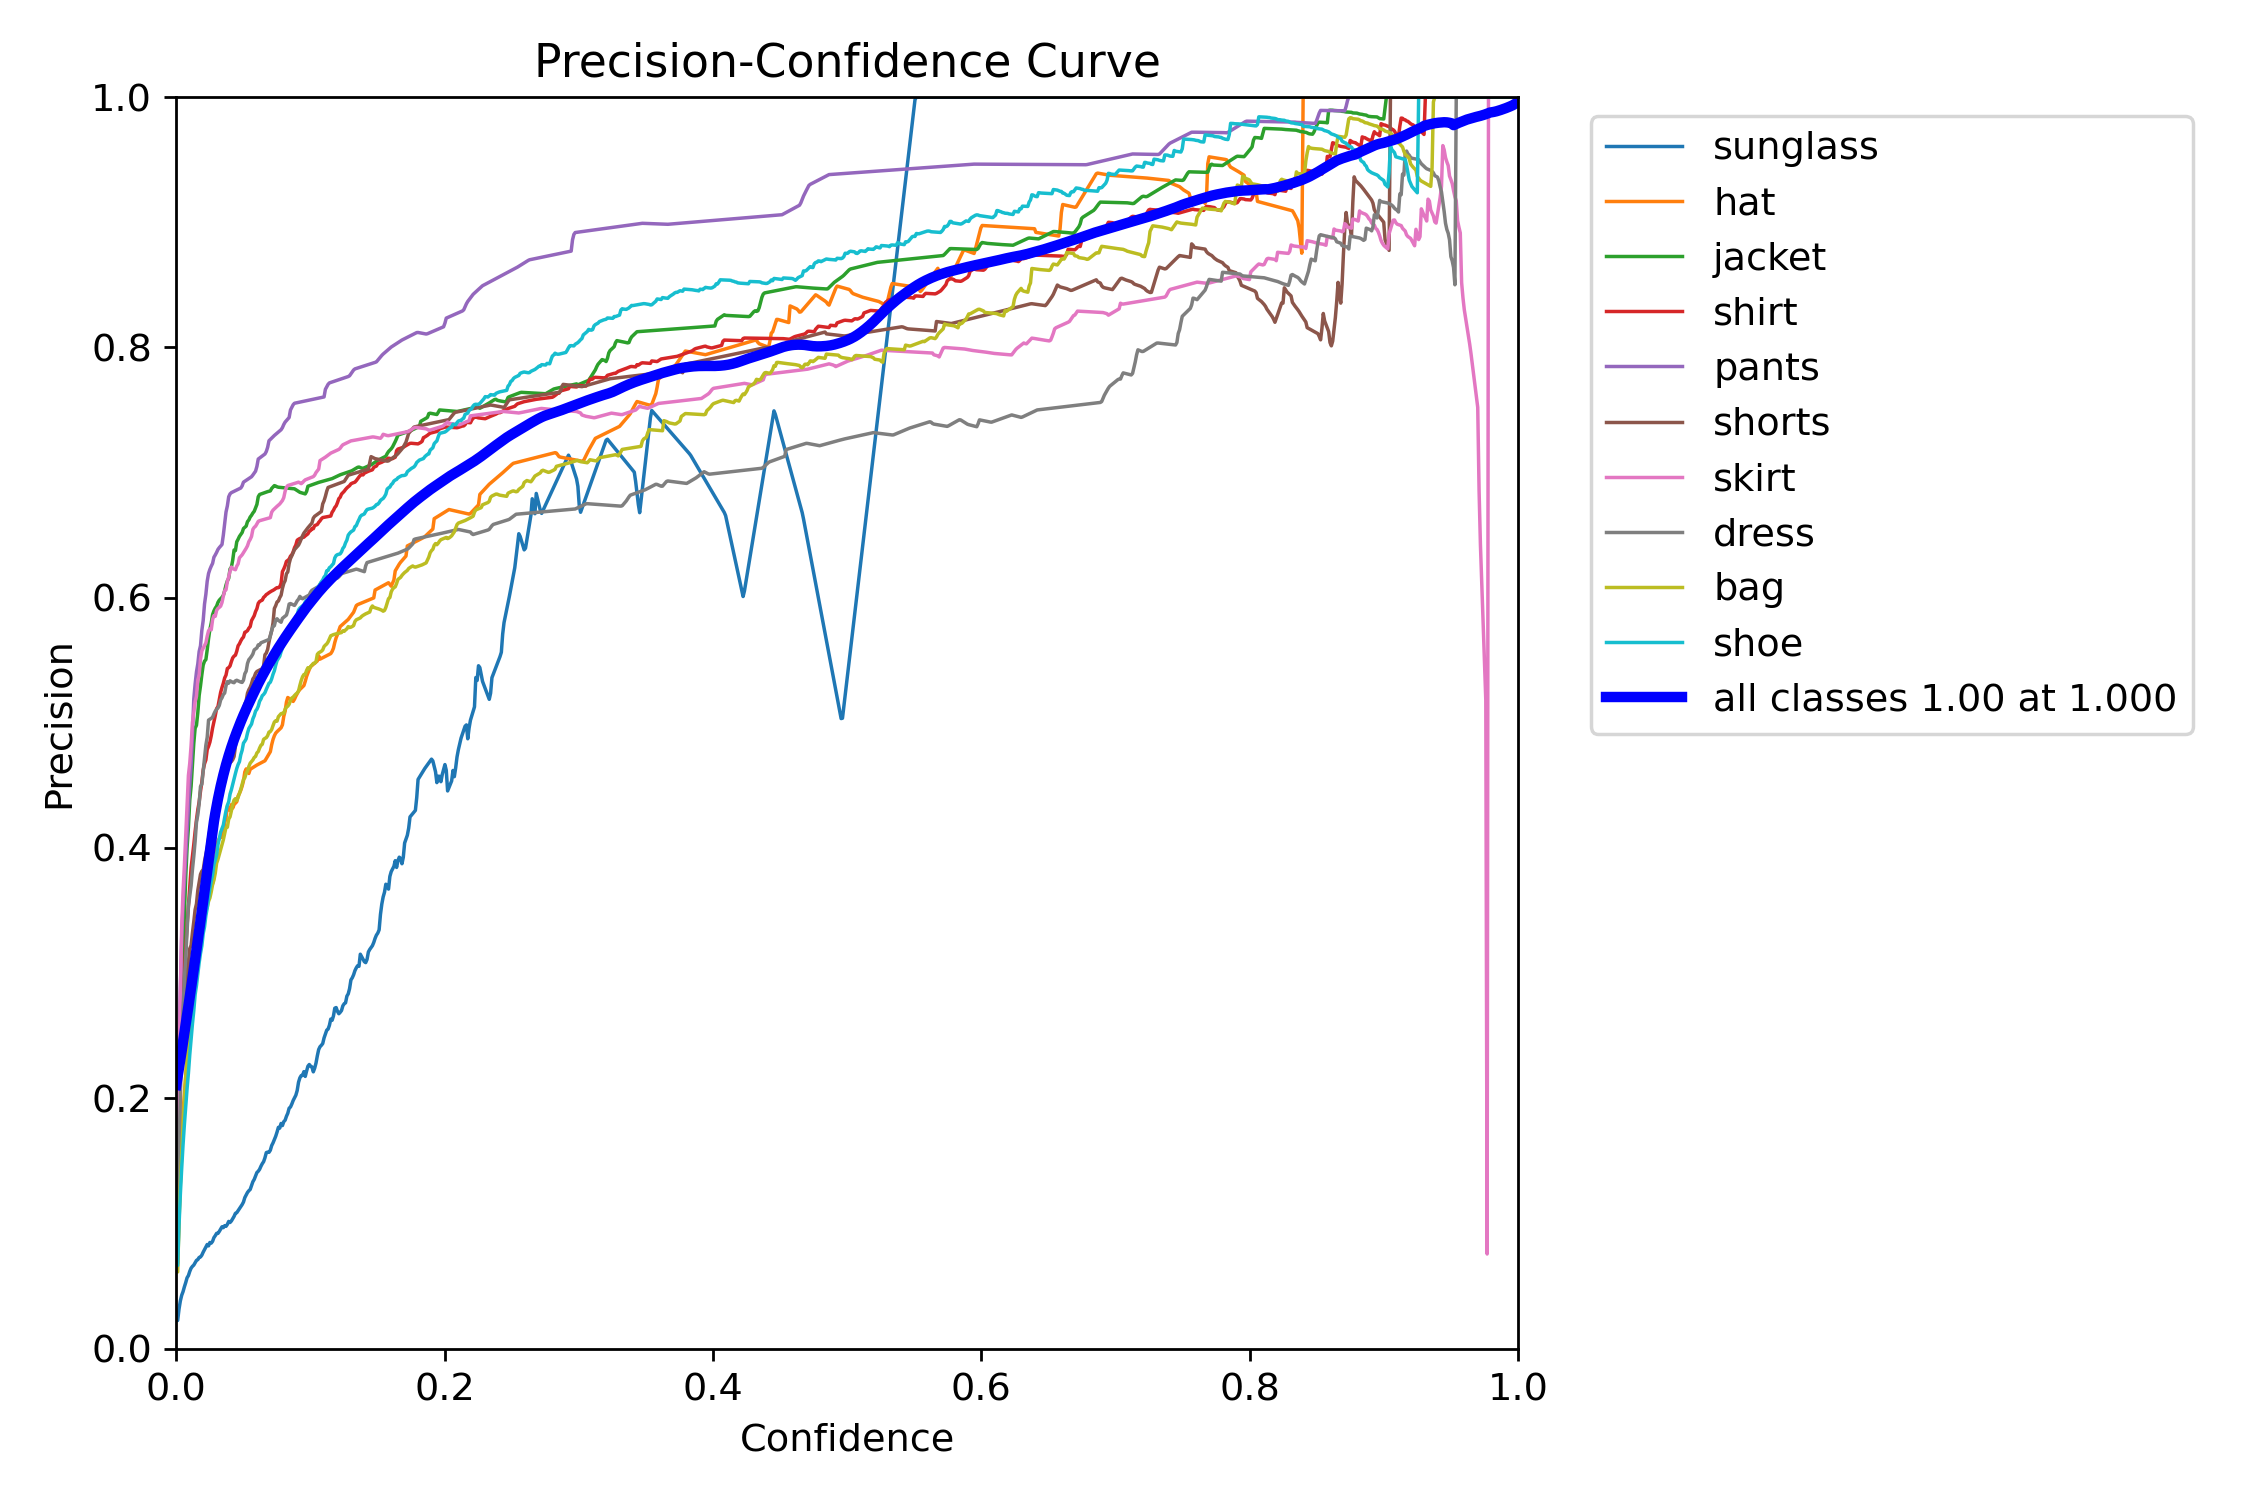 Precision-Confidence Curve
1.0
0.8
0.6
0.4
0.2
0.0
Precision
0.0 0.2 0.4 0.6 0.8 1.0
Confidence
sunglass
hat
jacket
shirt
pants
shorts
skirt
dress
bag
shoe
all classes 1.00 at 1.000